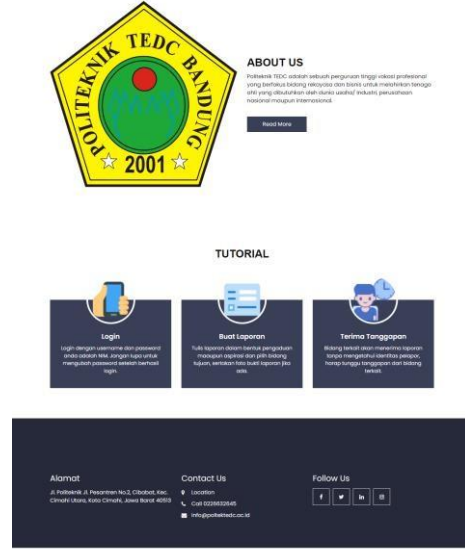 POLITEKNIK TEDC BANDUNG
2001
ABOUT US
Politeknik TEDC adalah sebuah perguruan tinggi vokasi profesional
yang berfokus bidang rekayasa dan bisnis untuk melahirkan tenaga
ahli yang dibutuhkan oleh dunia usaha/ industri, perusahaan
nasional maupun internasional.
Read More
TUTORIAL
Login
Login dengan username dan password
anda adalah NIM. Jangan lupa untuk
mengubah password setelah berhasil
login.
Buat Laporan
Tulis laporan dalam bentuk pengaduan
maoupun aspirasi dan pilih bidang
tujuan, sertakan foto bukti laporan jika
ada.
Terima Tanggapan
Bidang terkait akan menerima laporan
tanpa mengetahui identitas pelapor,
harap tunggu tanggapan dari bidang
terkait.
Alamat
Jl. Politeknik Jl. Pesantren No.2, Cibabat, Kec.
Cimahi Utara, Kota Cimahi, Jawa Barat 40513
Contact Us
Location
Call 0226632645
info@poltektedc.ac.id
Follow Us